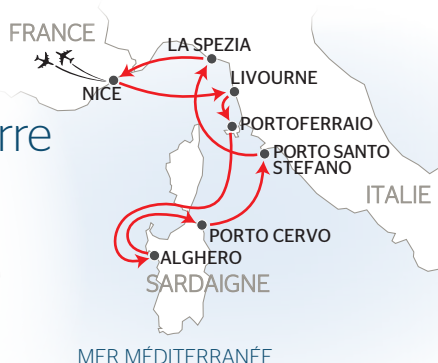 FRANCE
LA SPEZIA
LIVOURNE
NICE
rre
PORTOFERRAIO
PORTO SANTO
STEFANO
ITALIE
PORTO CERVO
ALGHERO
SARDAIGNE
MER MÉDITERRANÉE